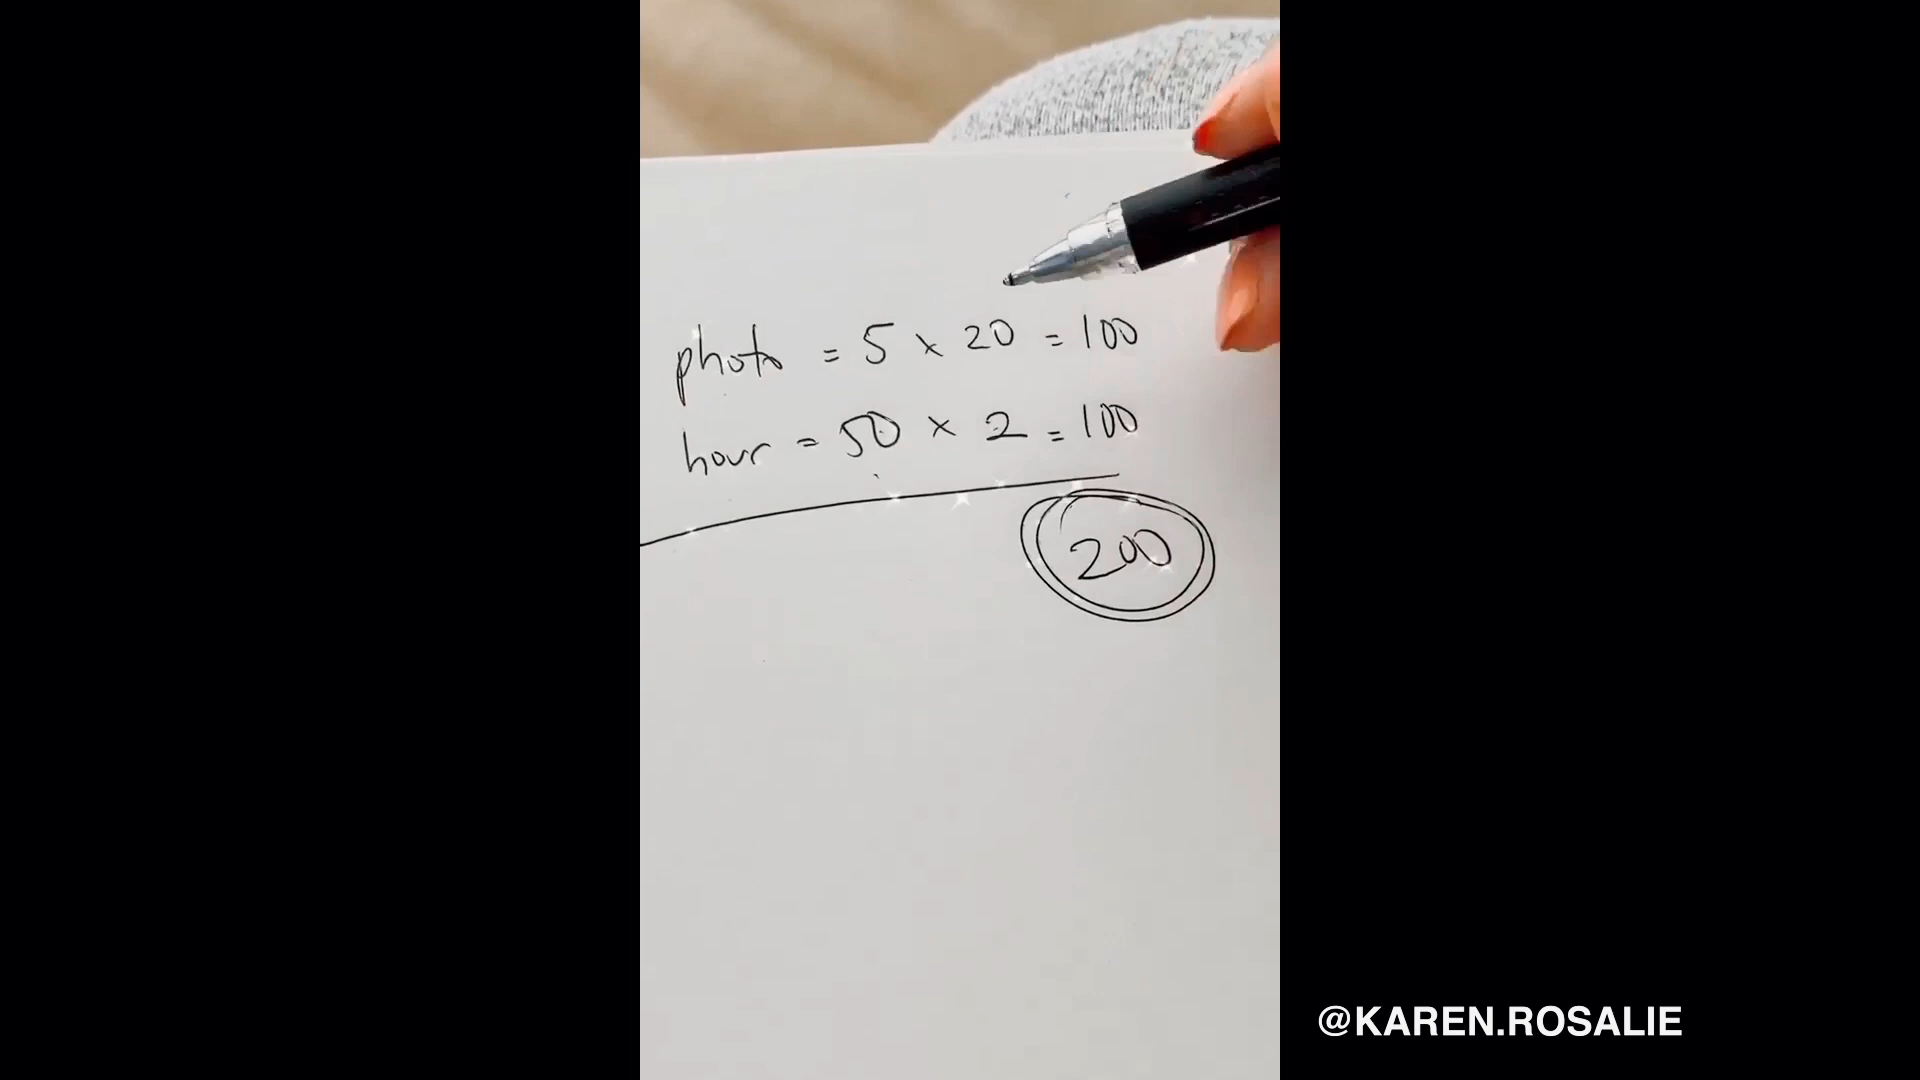 photo = 5 x 20 = 100
hour = 50 x 2 = 100
200
@KAREN.ROSALIE